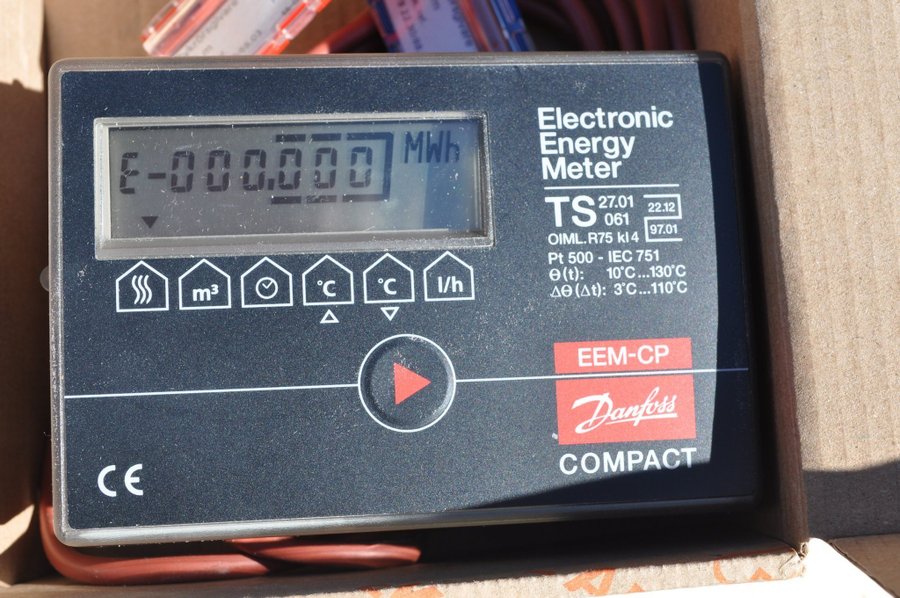 E-000.000 MWh
m³
°C
°C
l/h
Electronic
Energy
Meter
TS 27.01
061
22.12
97.01
OIML.R75 kl4
Pt 500 - IEC 751
Θ(t): 10°C...130°C
ΔΘ(Δt): 3°C...110°C
EEM-CP
Danfoss
COMPACT
CE